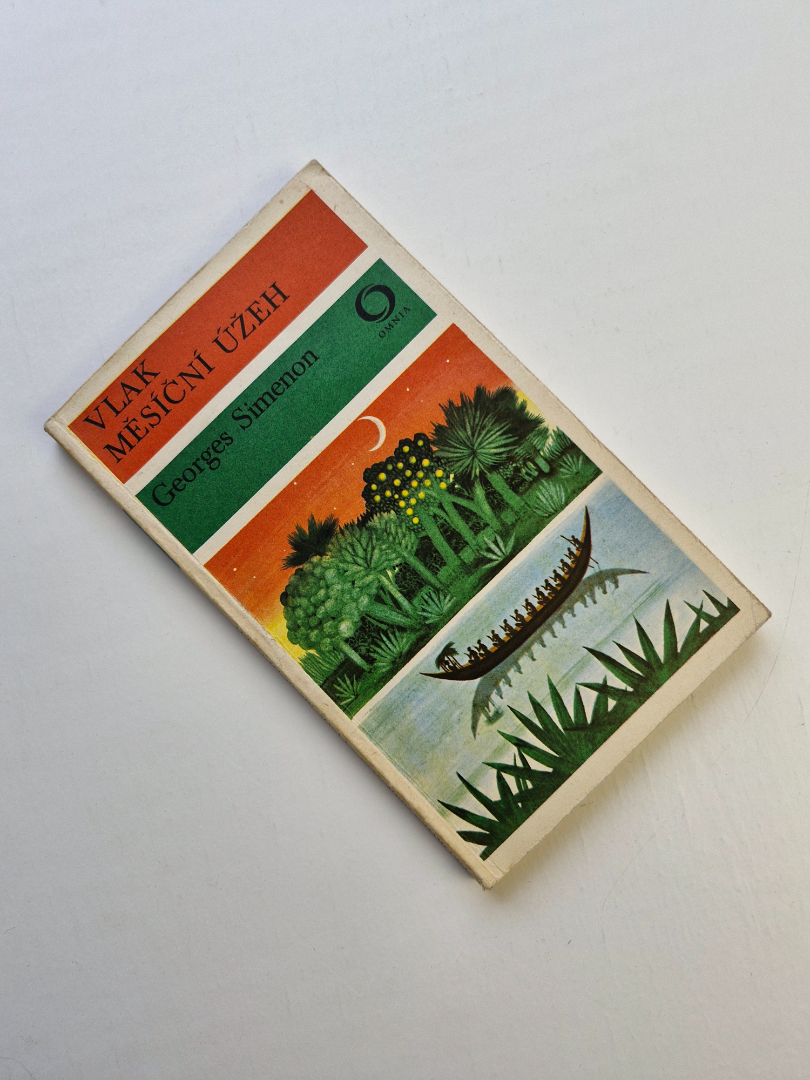 VLAK
MĚSÍČNÍ ÚŽEH
Georges Simenon
OMNIA